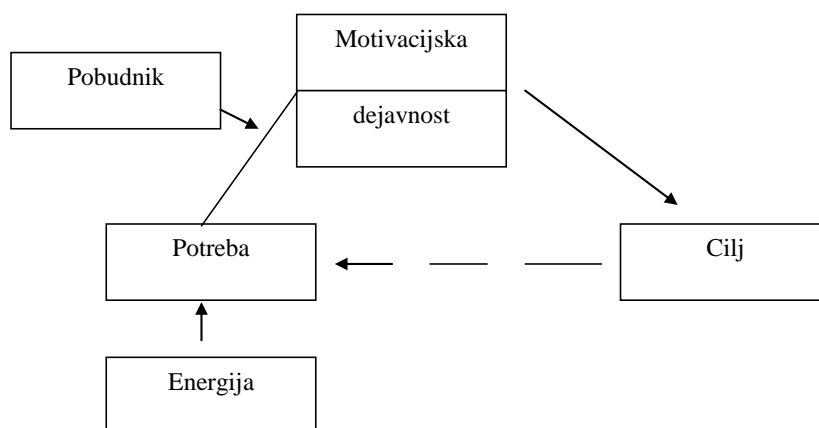 Motivacijska
Pobudnik
dejavnost
Potreba
Cilj
Energija